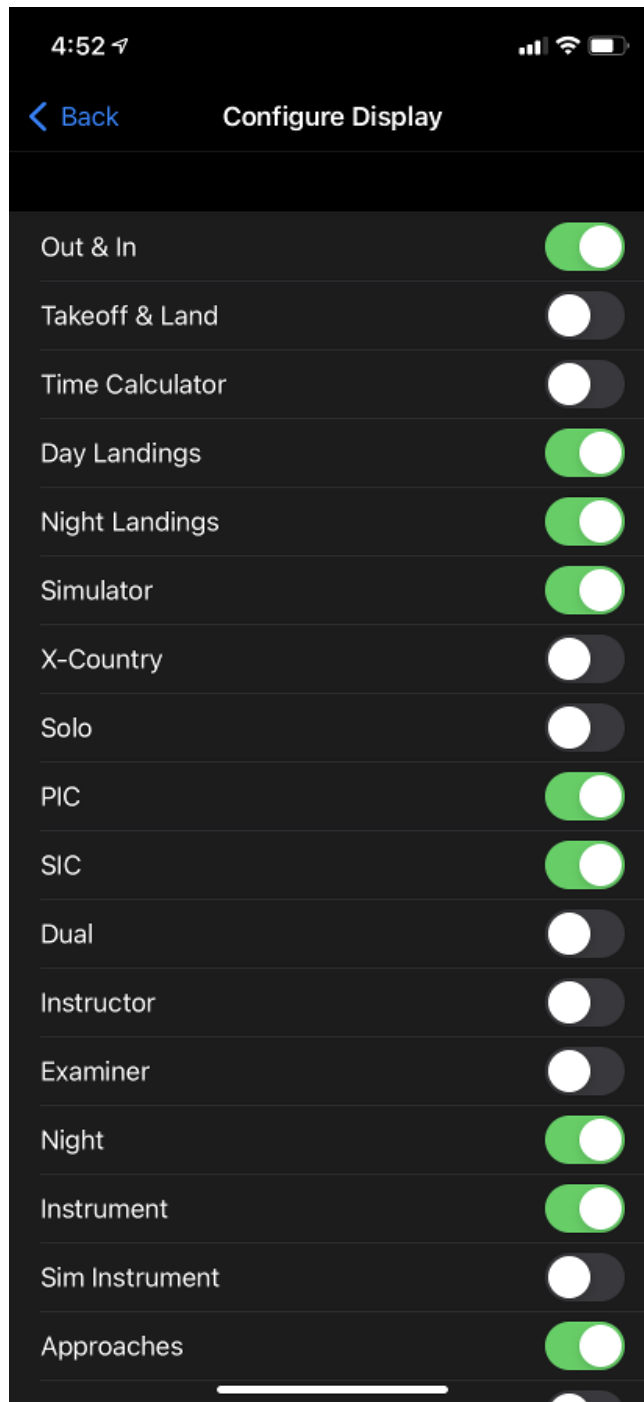 4:52
Back Configure Display
Out & In
Takeoff & Land
Time Calculator
Day Landings
Night Landings
Simulator
X-Country
Solo
PIC
SIC
Dual
Instructor
Examiner
Night
Instrument
Sim Instrument
Approaches